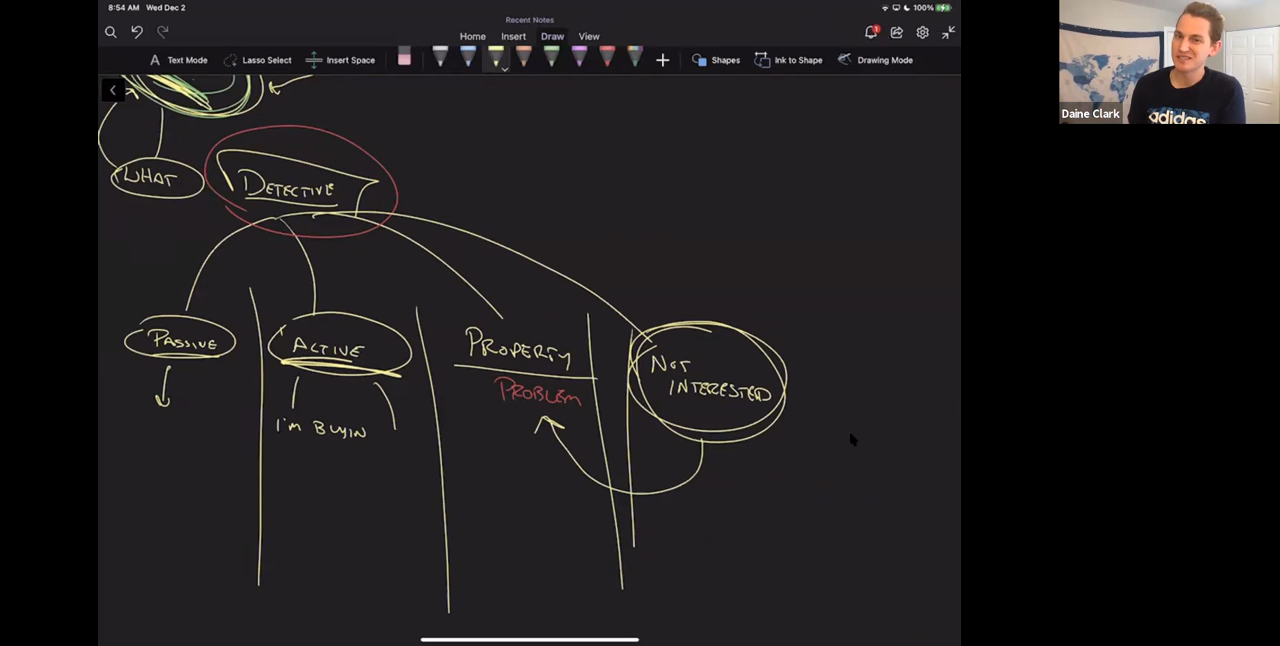 8:54 AM Wed Dec 2
100%
Recent Notes
Home Insert Draw View
1
Text Mode Lasso Select Insert Space Shapes Ink to Shape Drawing Mode
adidas
Daine Clark
WHAT
DETECTIVE
PASSIVE
ACTIVE
I'm BUYIN
PROPERTY
PROBLEM
NOT
INTERESTED